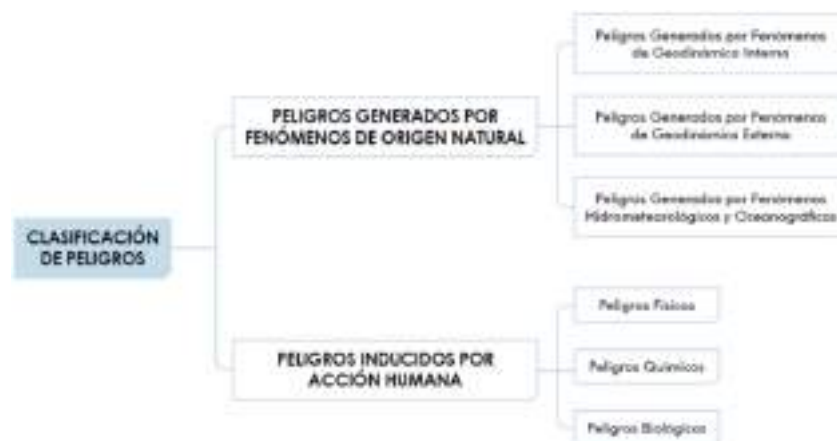 CLASIFICACIÓN
DE PELIGROS
PELIGROS GENERADOS POR
FENÓMENOS DE ORIGEN NATURAL
Peligros Generados por Fenómenos
de Geodinámica Interna
Peligros Generados por Fenómenos
de Geodinámica Externa
Peligros Generados por Fenómenos
Hidrometeorológicos y Oceanográficos
PELIGROS INDUCIDOS POR
ACCIÓN HUMANA
Peligros Físicos
Peligros Químicos
Peligros Biológicos